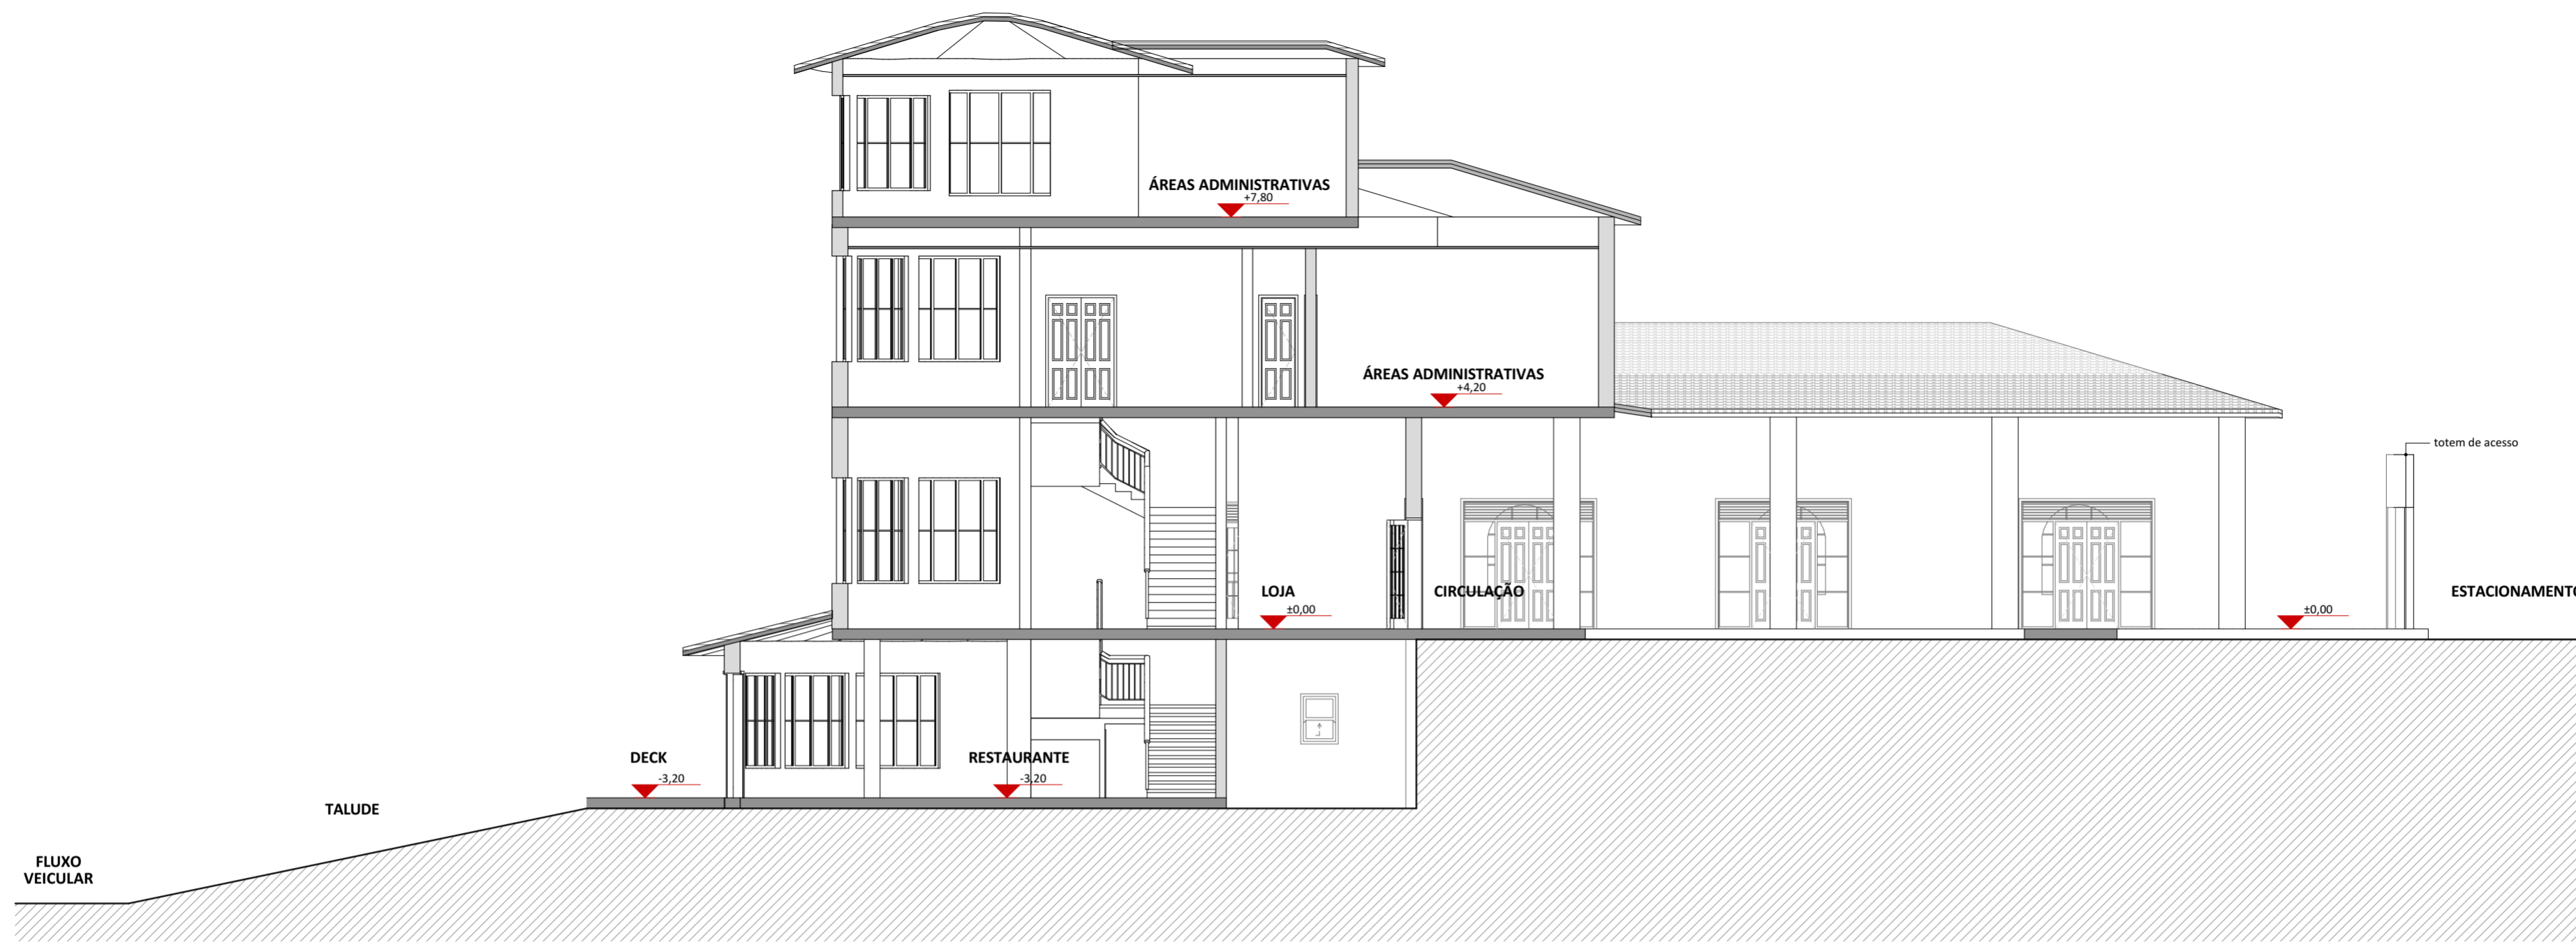 ÁREAS ADMINISTRATIVAS
+7,80
ÁREAS ADMINISTRATIVAS
+4,20
totem de acesso
LOJA
±0,00
CIRCULAÇÃO
±0,00
ESTACIONAMENTO
DECK
-3,20
RESTAURANTE
-3,20
TALUDE
FLUXO
VEICULAR